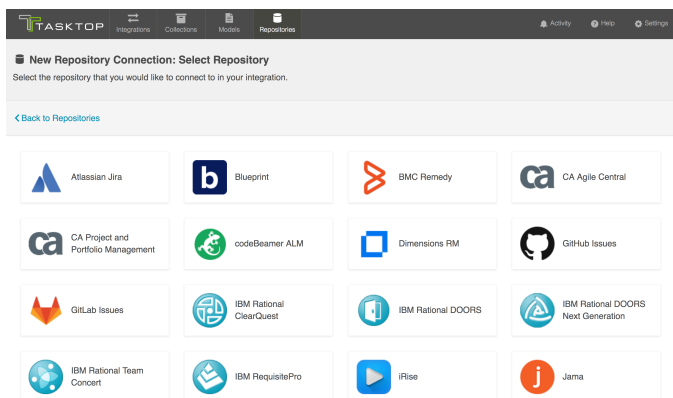 TASKTOP
Integrations
Collections
Models
Repositories
Activity
Help
Settings
New Repository Connection: Select Repository
Select the repository that you would like to connect to in your integration.
Back to Repositories
Atlassian Jira
b
Blueprint
BMC Remedy
ca
CA Agile Central
ca
CA Project and
Portfolio Management
codeBeamer ALM
Dimensions RM
GitHub Issues
GitLab Issues
IBM Rational
ClearQuest
IBM Rational DOORS
IBM Rational DOORS
Next Generation
IBM Rational Team
Concert
IBM RequisitePro
iRise
j
Jama